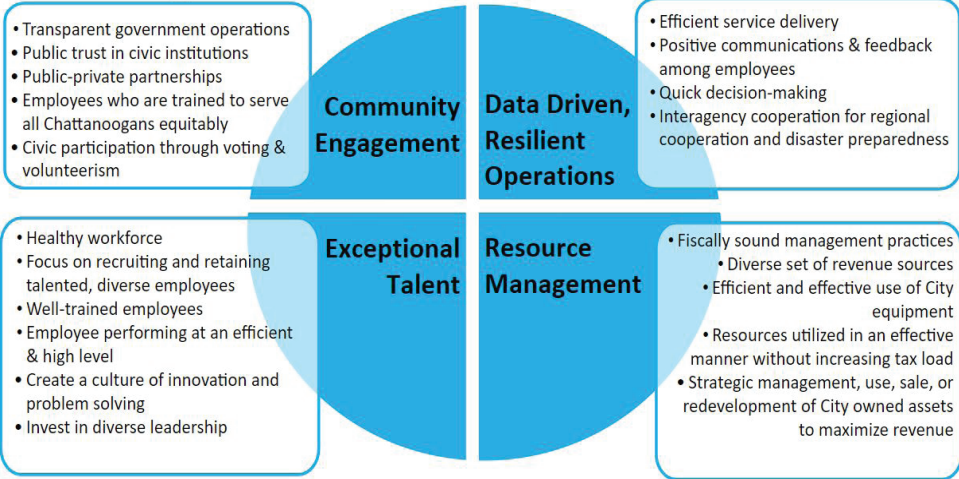 • Transparent government operations
• Public trust in civic institutions
• Public-private partnerships
• Employees who are trained to serve
all Chattanoogans equitably
• Civic participation through voting &
volunteerism
Community
Engagement
Data Driven,
Resilient
Operations
• Efficient service delivery
• Positive communications & feedback
among employees
• Quick decision-making
• Interagency cooperation for regional
cooperation and disaster preparedness
• Healthy workforce
• Focus on recruiting and retaining
talented, diverse employees
• Well-trained employees
• Employee performing at an efficient
& high level
• Create a culture of innovation and
problem solving
• Invest in diverse leadership
Exceptional
Talent
Resource
Management
• Fiscally sound management practices
• Diverse set of revenue sources
• Efficient and effective use of City
equipment
• Resources utilized in an effective
manner without increasing tax load
• Strategic management, use, sale, or
redevelopment of City owned assets
to maximize revenue